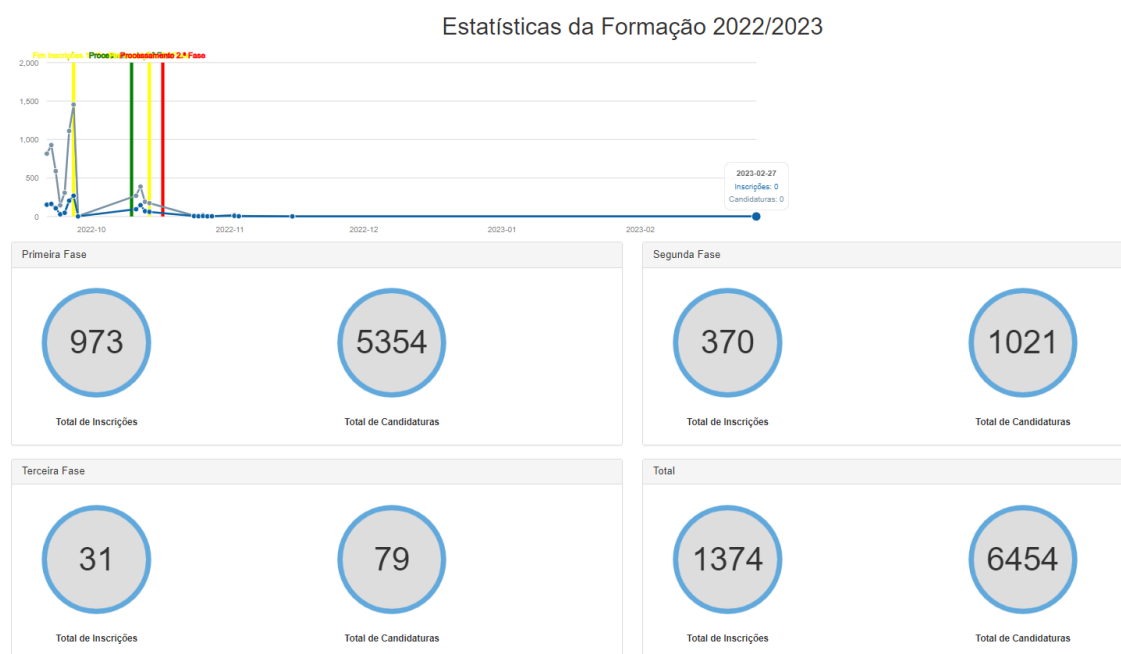 Estatísticas da Formação 2022/2023
Processamento 2.ª Fase
2,000
1,500
1,000
500
0
2022-10
2022-11
2022-12
2023-01
2023-02
2023-02-27
Inscrições: 0
Candidaturas: 0
Primeira Fase
973
5354
Total de Inscrições
Total de Candidaturas
Segunda Fase
370
1021
Total de Inscrições
Total de Candidaturas
Terceira Fase
31
79
Total de Inscrições
Total de Candidaturas
Total
1374
6454
Total de Inscrições
Total de Candidaturas